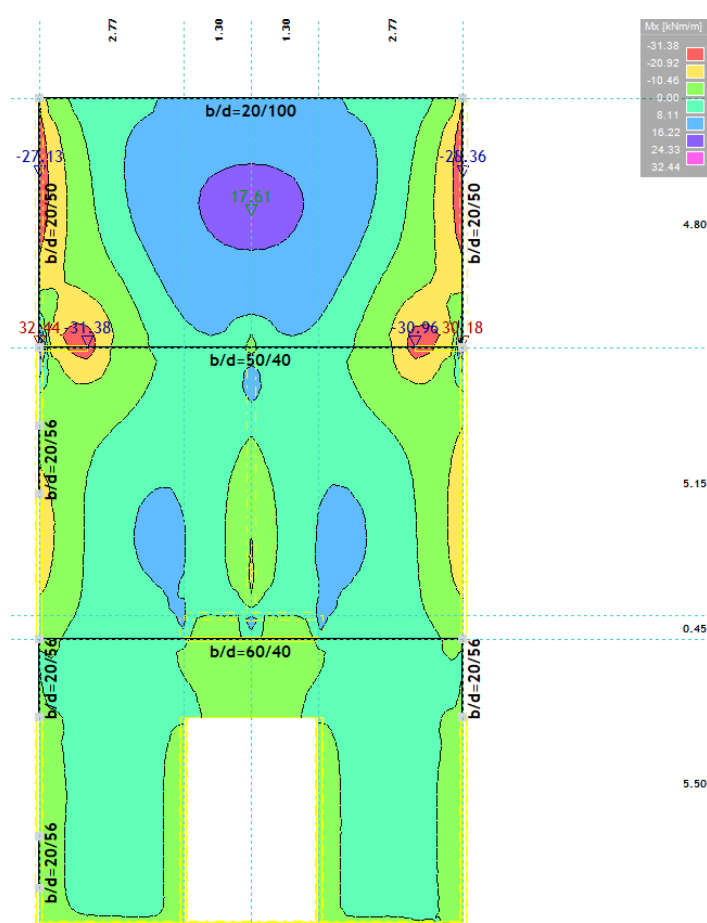 2.77
1.30
1.30
2.77
Mx [kNm/m]
-31.38
-20.92
-10.46
0.00
8.11
16.22
24.33
32.44
b/d=20/100
-27.13
-28.36
17.61
b/d=20/50
b/d=20/50
4.80
32.44
-31.38
-30.96
30.18
b/d=50/40
b/d=20/56
5.15
0.45
b/d=60/40
b/d=20/56
b/d=20/56
5.50
b/d=20/56